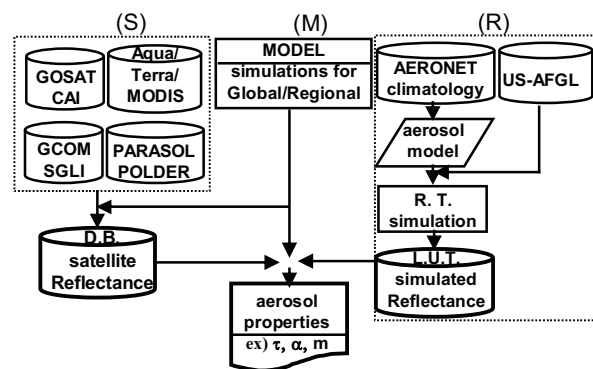 (S)
(M)
(R)
GOSAT
CAI
Aqua/
Terra/
MODIS
GCOM
SGLI
PARASOL
POLDER
D.B.
satellite
Reflectance
MODEL
simulations for
Global/Regional
AERONET
climatology
US-AFGL
aerosol
model
R. T.
simulation
L.U.T.
simulated
Reflectance
aerosol
properties
ex) τ, α, m